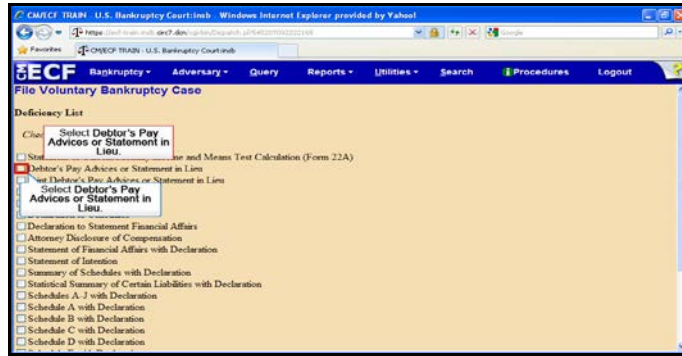 CM/ECF TRAIN - U.S. Bankruptcy Court:insb - Windows Internet Explorer provided by Yahoo!
Google
Favorites CM/ECF TRAIN - U.S. Bankruptcy Court:insb
ECF Bankruptcy Adversary Query Reports Utilities Search Procedures Logout
File Voluntary Bankruptcy Case
Deficiency List
Select Debtor's Pay
Advices or Statement in
Lieu.
and Means Test Calculation (Form 22A)
Debtor's Pay Advices or Statement in Lieu
Joint Debtor's Pay Advices or Statement in Lieu
Select Debtor's Pay
Advices or Statement in
Lieu.
Declaration to Statement Financial Affairs
Attorney Disclosure of Compensation
Statement of Financial Affairs with Declaration
Statement of Intention
Summary of Schedules with Declaration
Statistical Summary of Certain Liabilities with Declaration
Schedules A-J with Declaration
Schedule A with Declaration
Schedule B with Declaration
Schedule C with Declaration
Schedule D with Declaration